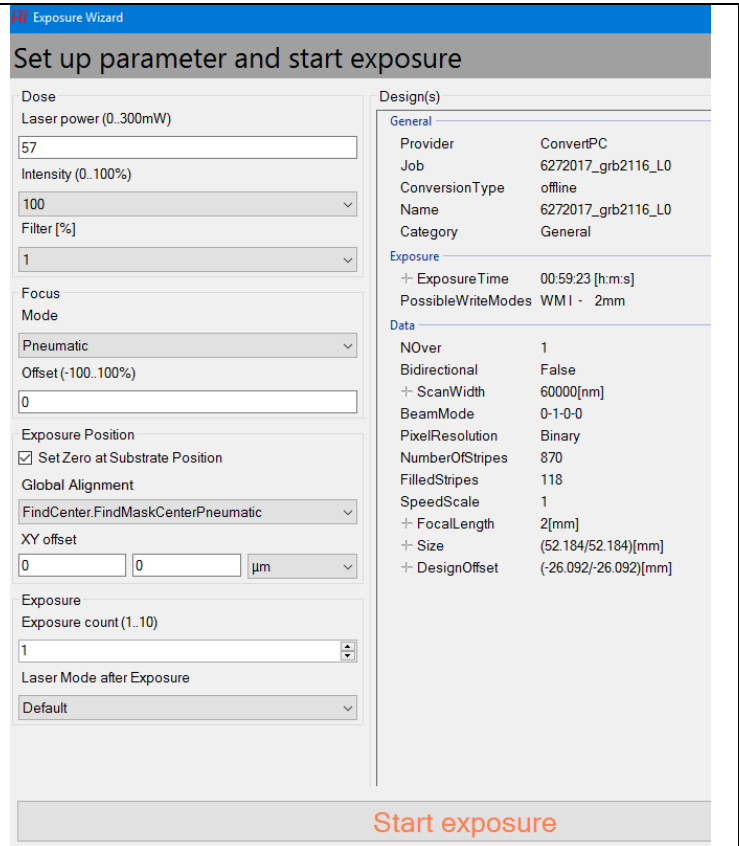 HI Exposure Wizard
Set up parameter and start exposure
Dose
Laser power (0..300mW)
57
Intensity (0..100%)
100
Filter [%]
1
Focus
Mode
Pneumatic
Offset (-100..100%)
0
Exposure Position
Set Zero at Substrate Position
Global Alignment
FindCenter.FindMaskCenterPneumatic
XY offset
0 0 µm
Exposure
Exposure count (1..10)
1
Laser Mode after Exposure
Default
Design(s)
General
Provider ConvertPC
Job 6272017_grb2116_L0
ConversionType offline
Name 6272017_grb2116_L0
Category General
Exposure
ExposureTime 00:59:23 [h:m:s]
PossibleWriteModes WM I - 2mm
Data
NOver 1
Bidirectional False
ScanWidth 60000[nm]
BeamMode 0-1-0-0
PixelResolution Binary
NumberOfStripes 870
FilledStripes 118
SpeedScale 1
FocalLength 2[mm]
Size (52.184/52.184)[mm]
DesignOffset (-26.092/-26.092)[mm]
Start exposure